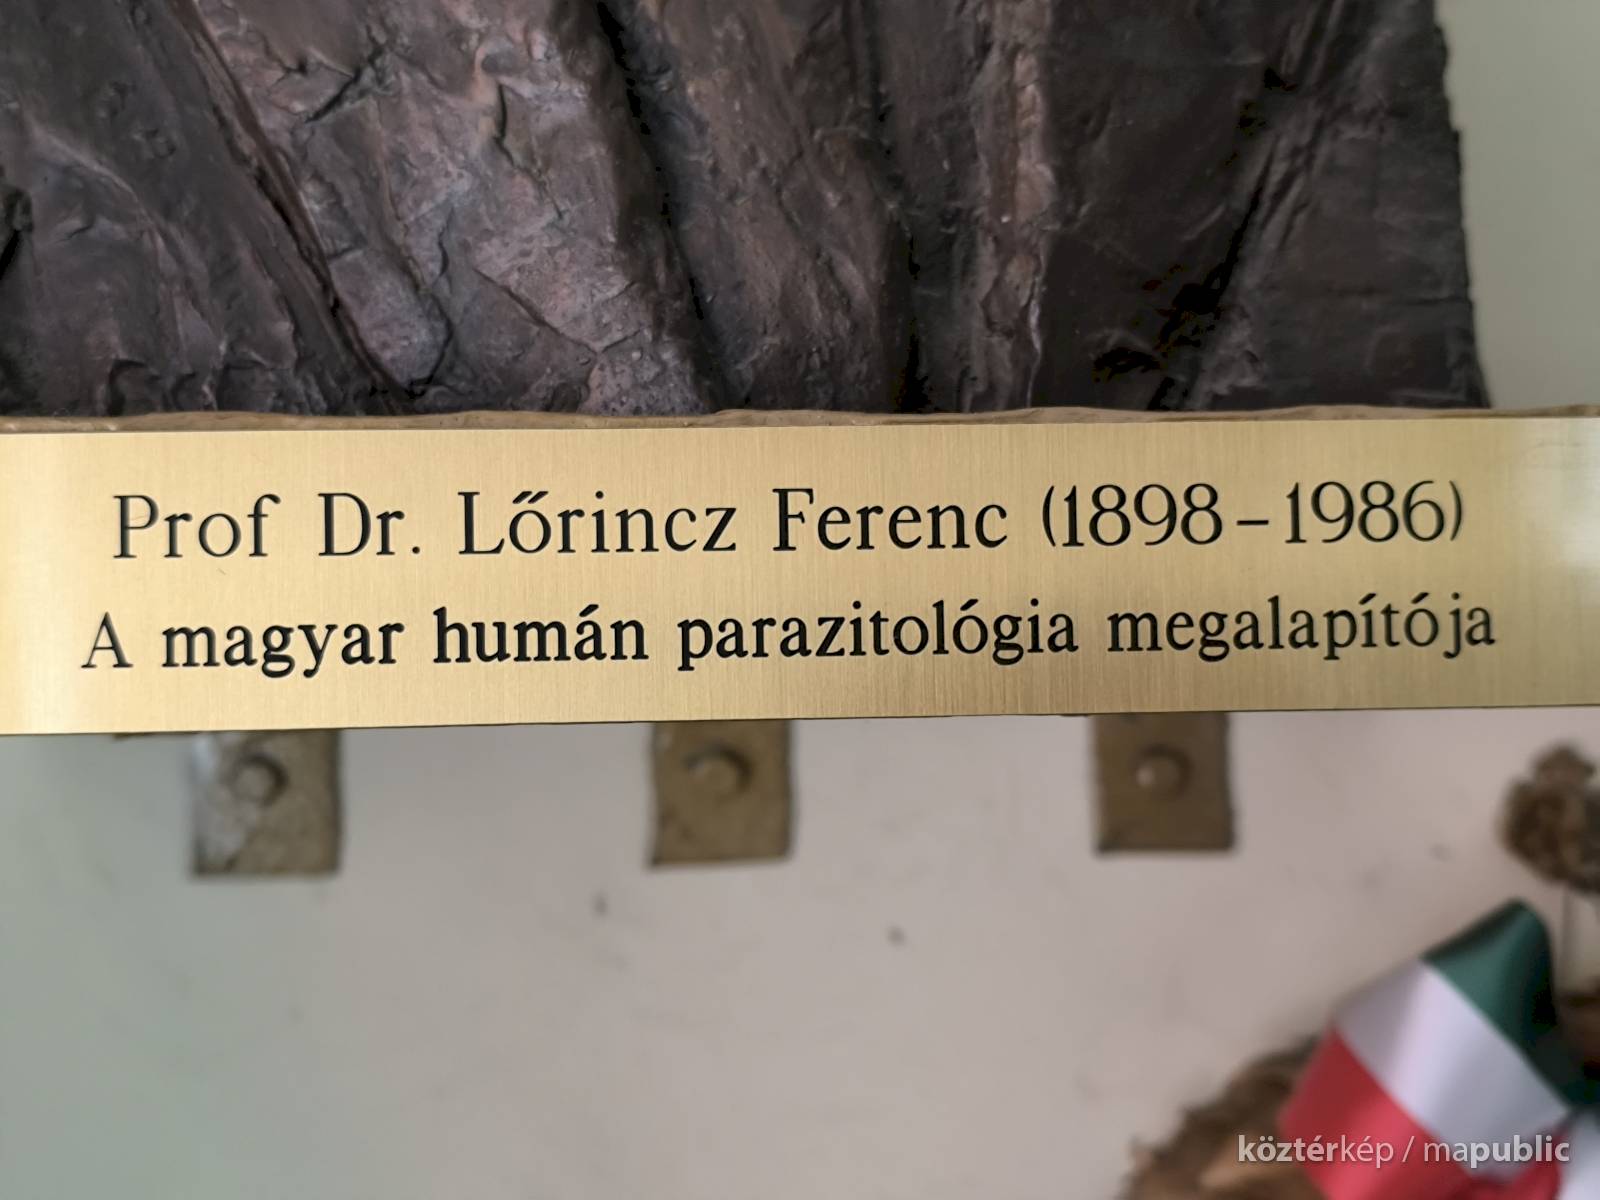 Prof Dr. Lőrincz Ferenc (1898-1986)
A magyar humán parazitológia megalapítója
köztérkép / mapublic